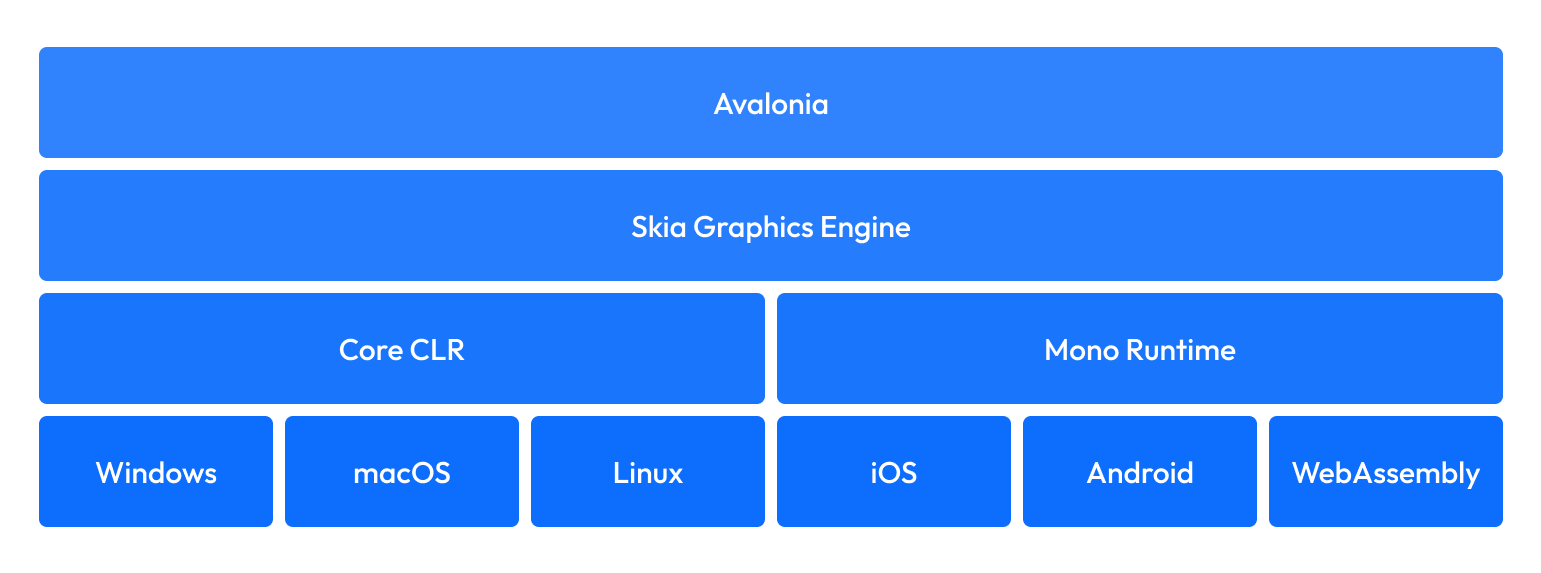 Avalonia
Skia Graphics Engine
Core CLR
Mono Runtime
Windows
macOS
Linux
iOS
Android
WebAssembly